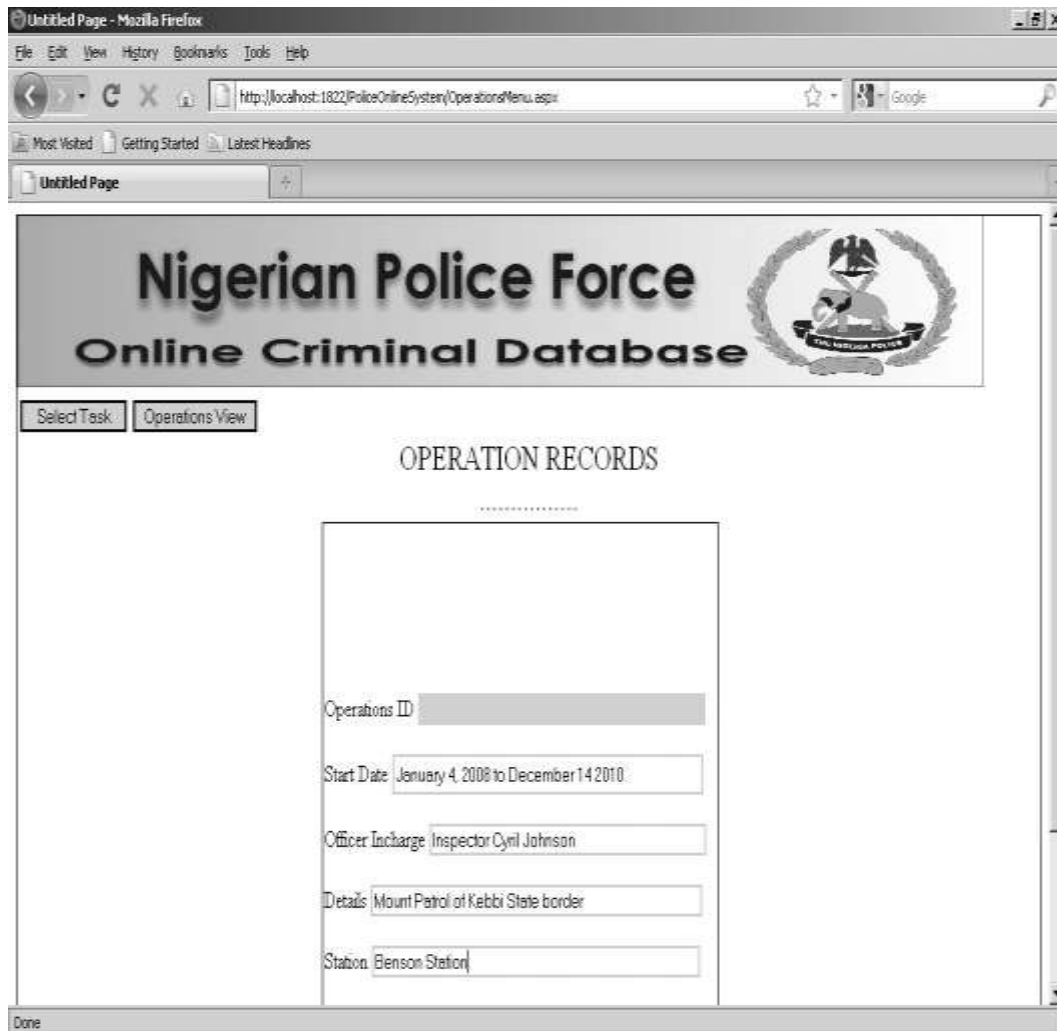 Untitled Page - Mozilla Firefox
File Edit View History Bookmarks Tools Help
http://localhost:1822/PoliceOnlineSystem/OperationsMenu.aspx
Google
Most Visited Getting Started Latest Headlines
Untitled Page
Nigerian Police Force
Online Criminal Database
THE NIGERIAN POLICE
Select Task Operations View
OPERATION RECORDS
Operations ID
Start Date January 4, 2008 to December 14 2010
Officer Incharge Inspector Cyril Johnson
Details Mount Patrol of Kebbi State border
Station Benson Station
Done